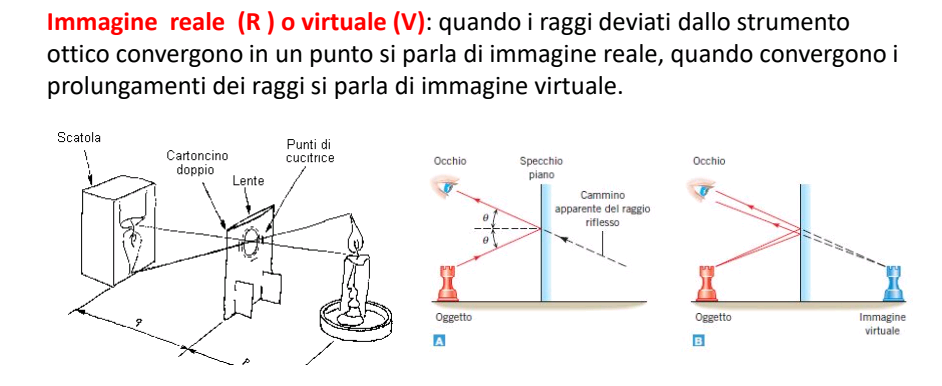 Immagine reale (R ) o virtuale (V): quando i raggi deviati dallo strumento
ottico convergono in un punto si parla di immagine reale, quando convergono i
prolungamenti dei raggi si parla di immagine virtuale.
Scatola
Cartoncino
doppio
Lente
Punti di
cucitrice
q
p
Occhio
Specchio
piano
Cammino
apparente del raggio
riflesso
θ
θ
Oggetto
A
Occhio
Oggetto
Immagine
virtuale
B